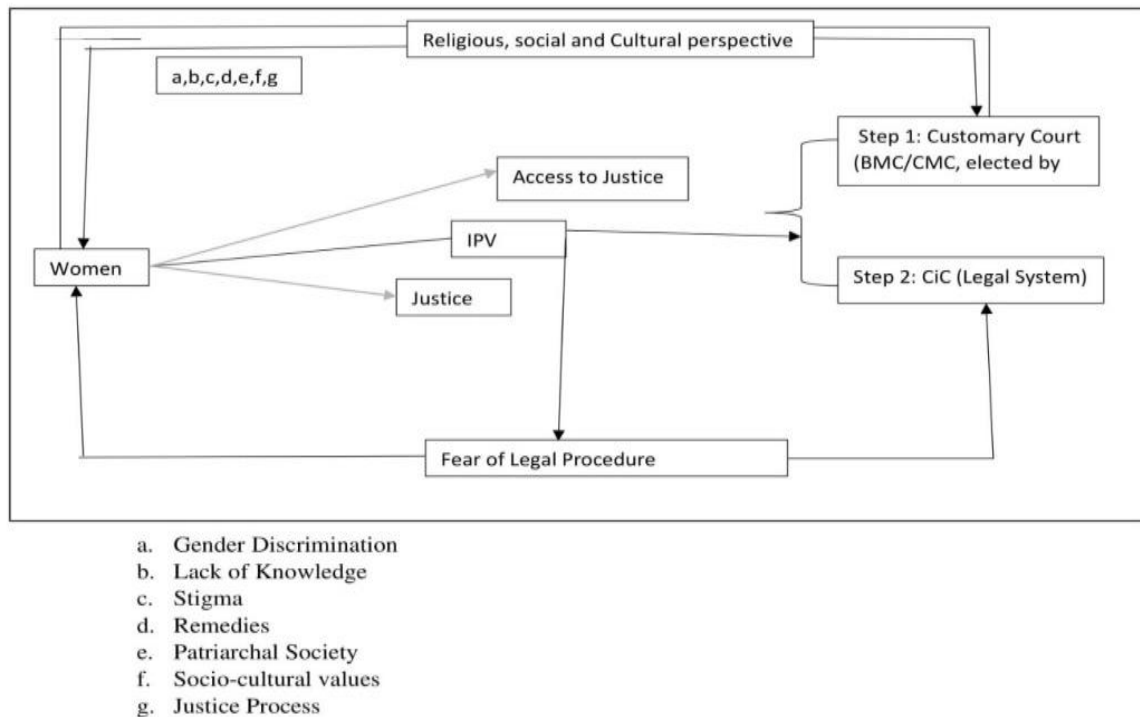 Religious, social and Cultural perspective
a,b,c,d,e,f,g
Step 1: Customary Court
(BMC/CMC, elected by
Access to Justice
IPV
Women
Step 2: CiC (Legal System)
Justice
Fear of Legal Procedure
a. Gender Discrimination
b. Lack of Knowledge
c. Stigma
d. Remedies
e. Patriarchal Society
f. Socio-cultural values
g. Justice Process